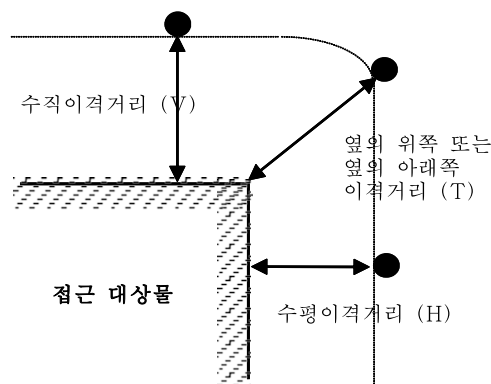 수직이격거리 (V)
옆의 위쪽 또는
옆의 아래쪽
이격거리 (T)
접근 대상물
수평이격거리 (H)